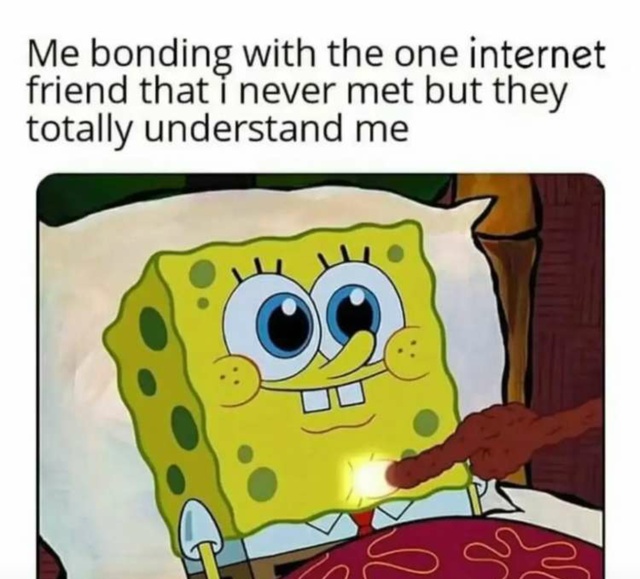 Me bonding with the one internet
friend that i never met but they
totally understand me